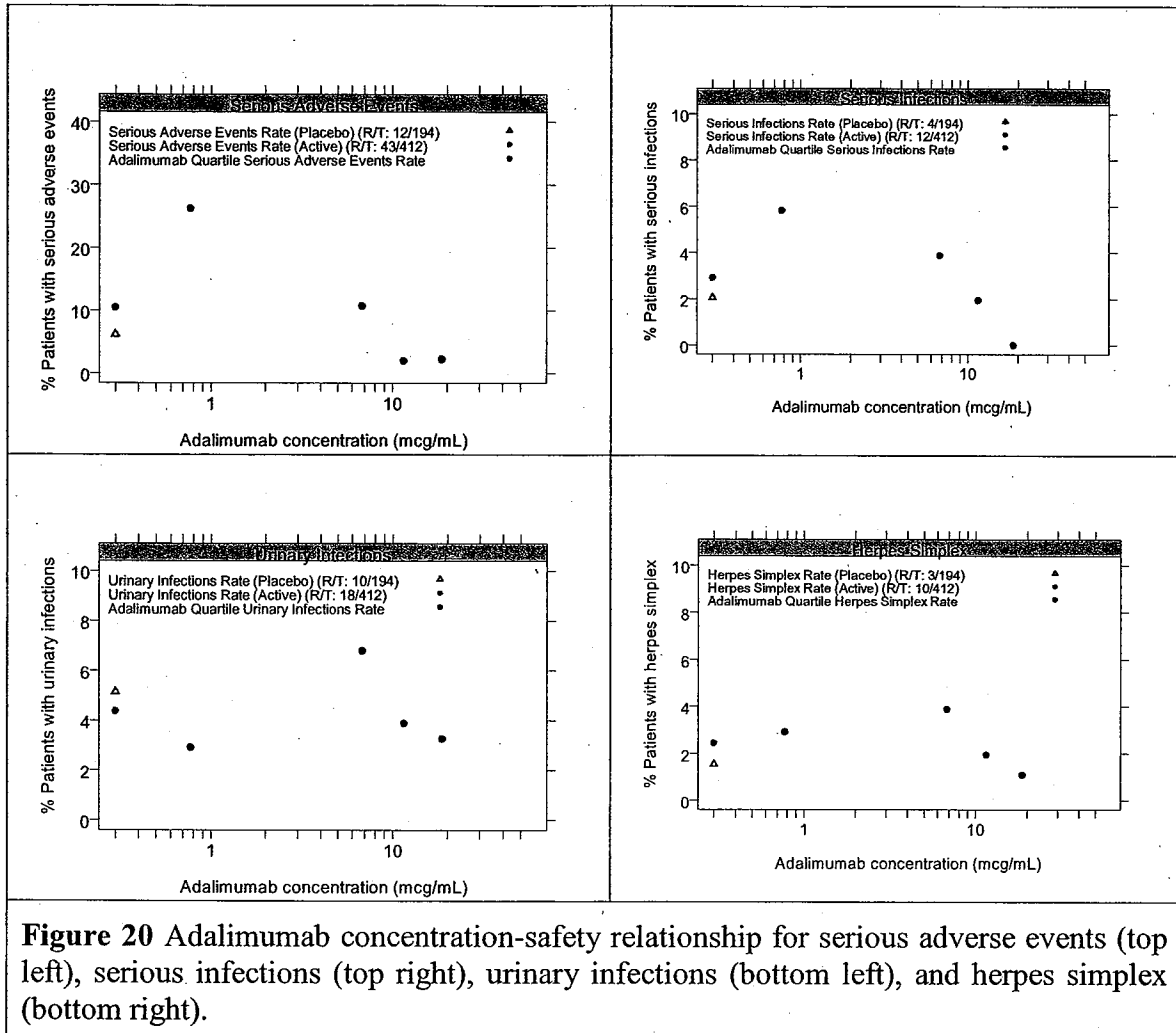 Serious Adverse Events
Serious Adverse Events Rate (Placebo) (R/T: 12/194)
Serious Adverse Events Rate (Active) (R/T: 43/412)
Adalimumab Quartile Serious Adverse Events Rate
40
30
20
10
0
% Patients with serious adverse events
1 10
Adalimumab concentration (mcg/mL)
Serious Infections
Serious Infections Rate (Placebo) (R/T: 4/194)
Serious Infections Rate (Active) (R/T: 12/412)
Adalimumab Quartile Serious Infections Rate
10
8
6
4
2
0
% Patients with serious infections
1 10
Adalimumab concentration (mcg/mL)
Urinary Infections
Urinary Infections Rate (Placebo) (R/T: 10/194)
Urinary Infections Rate (Active) (R/T: 18/412)
Adalimumab Quartile Urinary Infections Rate
10
8
6
4
2
0
% Patients with urinary infections
1 10
Adalimumab concentration (mcg/mL)
Herpes Simplex
Herpes Simplex Rate (Placebo) (R/T: 3/194)
Herpes Simplex Rate (Active) (R/T: 10/412)
Adalimumab Quartile Herpes Simplex Rate
10
8
6
4
2
0
% Patients with herpes simplex
1 10
Adalimumab concentration (mcg/mL)
Figure 20 Adalimumab concentration-safety relationship for serious adverse events (top
left), serious infections (top right), urinary infections (bottom left), and herpes simplex
(bottom right).